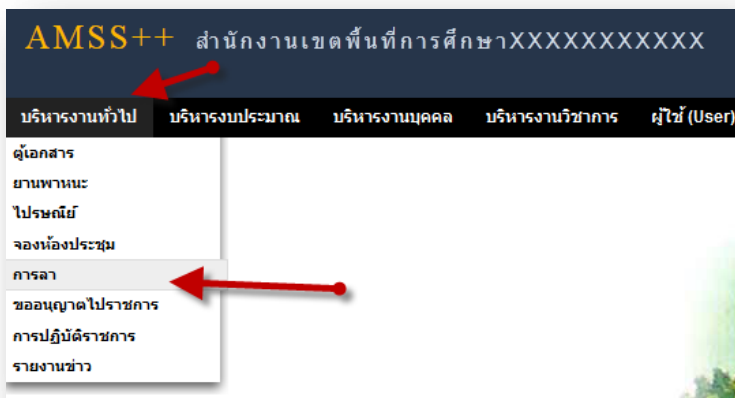 AMSS++ สำนักงานเขตพื้นที่การศึกษาXXXXXXXXXXX
บริหารงานทั่วไป บริหารงบประมาณ บริหารงานบุคคล บริหารงานวิชาการ ผู้ใช้ (User)
ตู้เอกสาร
ยานพาหนะ
ไปรษณีย์
จองห้องประชุม
การลา
ขออนุญาตไปราชการ
การปฏิบัติราชการ
รายงานข่าว